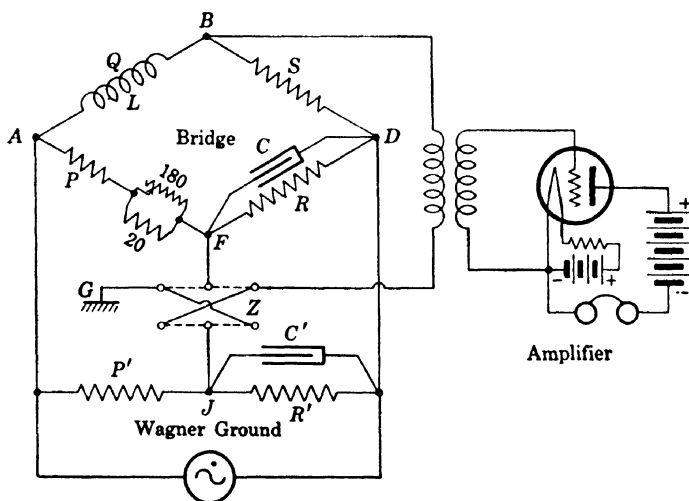 B
Q
S
L
A
Bridge
C
D
P
180
R
20
F
G
Z
-
+
+
-
C'
Amplifier
P'
J
R'
Wagner Ground